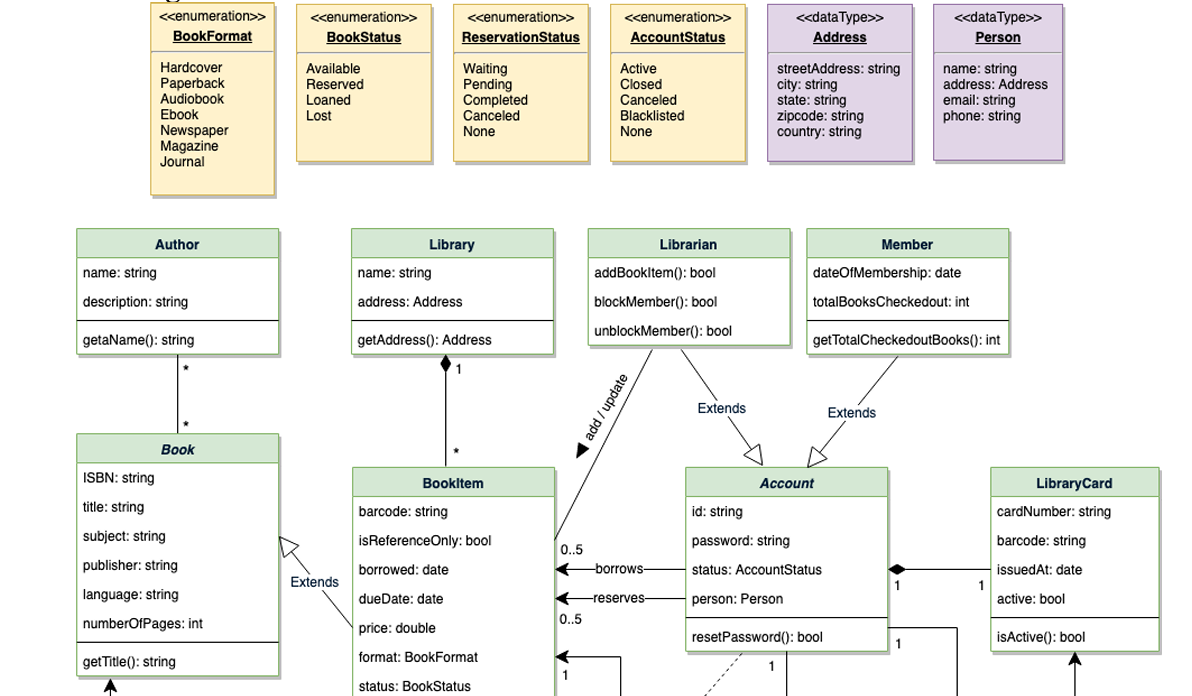 <<enumeration>>
BookFormat
Hardcover
Paperback
Audiobook
Ebook
Newspaper
Magazine
Journal
<<enumeration>>
BookStatus
Available
Reserved
Loaned
Lost
<<enumeration>>
ReservationStatus
Waiting
Pending
Completed
Canceled
None
<<enumeration>>
AccountStatus
Active
Closed
Canceled
Blacklisted
None
<<dataType>>
Address
streetAddress: string
city: string
state: string
zipcode: string
country: string
<<dataType>>
Person
name: string
address: Address
email: string
phone: string
Author
name: string
description: string
getaName(): string
Library
name: string
address: Address
getAddress(): Address
Librarian
addBookItem(): bool
blockMember(): bool
unblockMember(): bool
Member
dateOfMembership: date
totalBooksCheckedout: int
getTotalCheckedoutBooks(): int
*
*
1
*
add / update
Extends
Extends
Book
ISBN: string
title: string
subject: string
publisher: string
language: string
numberOfPages: int
getTitle(): string
Extends
BookItem
barcode: string
isReferenceOnly: bool
borrowed: date
dueDate: date
price: double
format: BookFormat
status: BookStatus
0..5
borrows
reserves
0..5
1
Account
id: string
password: string
status: AccountStatus
person: Person
resetPassword(): bool
1
1
1
1
LibraryCard
cardNumber: string
barcode: string
issuedAt: date
active: bool
isActive(): bool